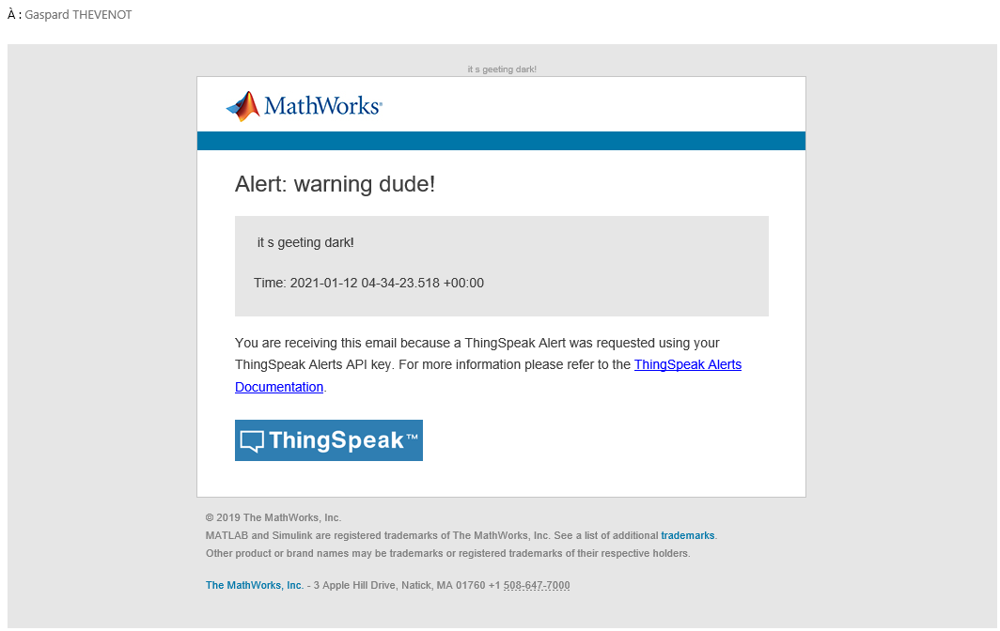 À : Gaspard THEVENOT
it s geeting dark!
MathWorks®
Alert: warning dude!
it s geeting dark!
Time: 2021-01-12 04-34-23.518 +00:00
You are receiving this email because a ThingSpeak Alert was requested using your
ThingSpeak Alerts API key. For more information please refer to the ThingSpeak Alerts
Documentation.
ThingSpeak™
© 2019 The MathWorks, Inc.
MATLAB and Simulink are registered trademarks of The MathWorks, Inc. See a list of additional trademarks.
Other product or brand names may be trademarks or registered trademarks of their respective holders.
The MathWorks, Inc. - 3 Apple Hill Drive, Natick, MA 01760 +1 508-647-7000